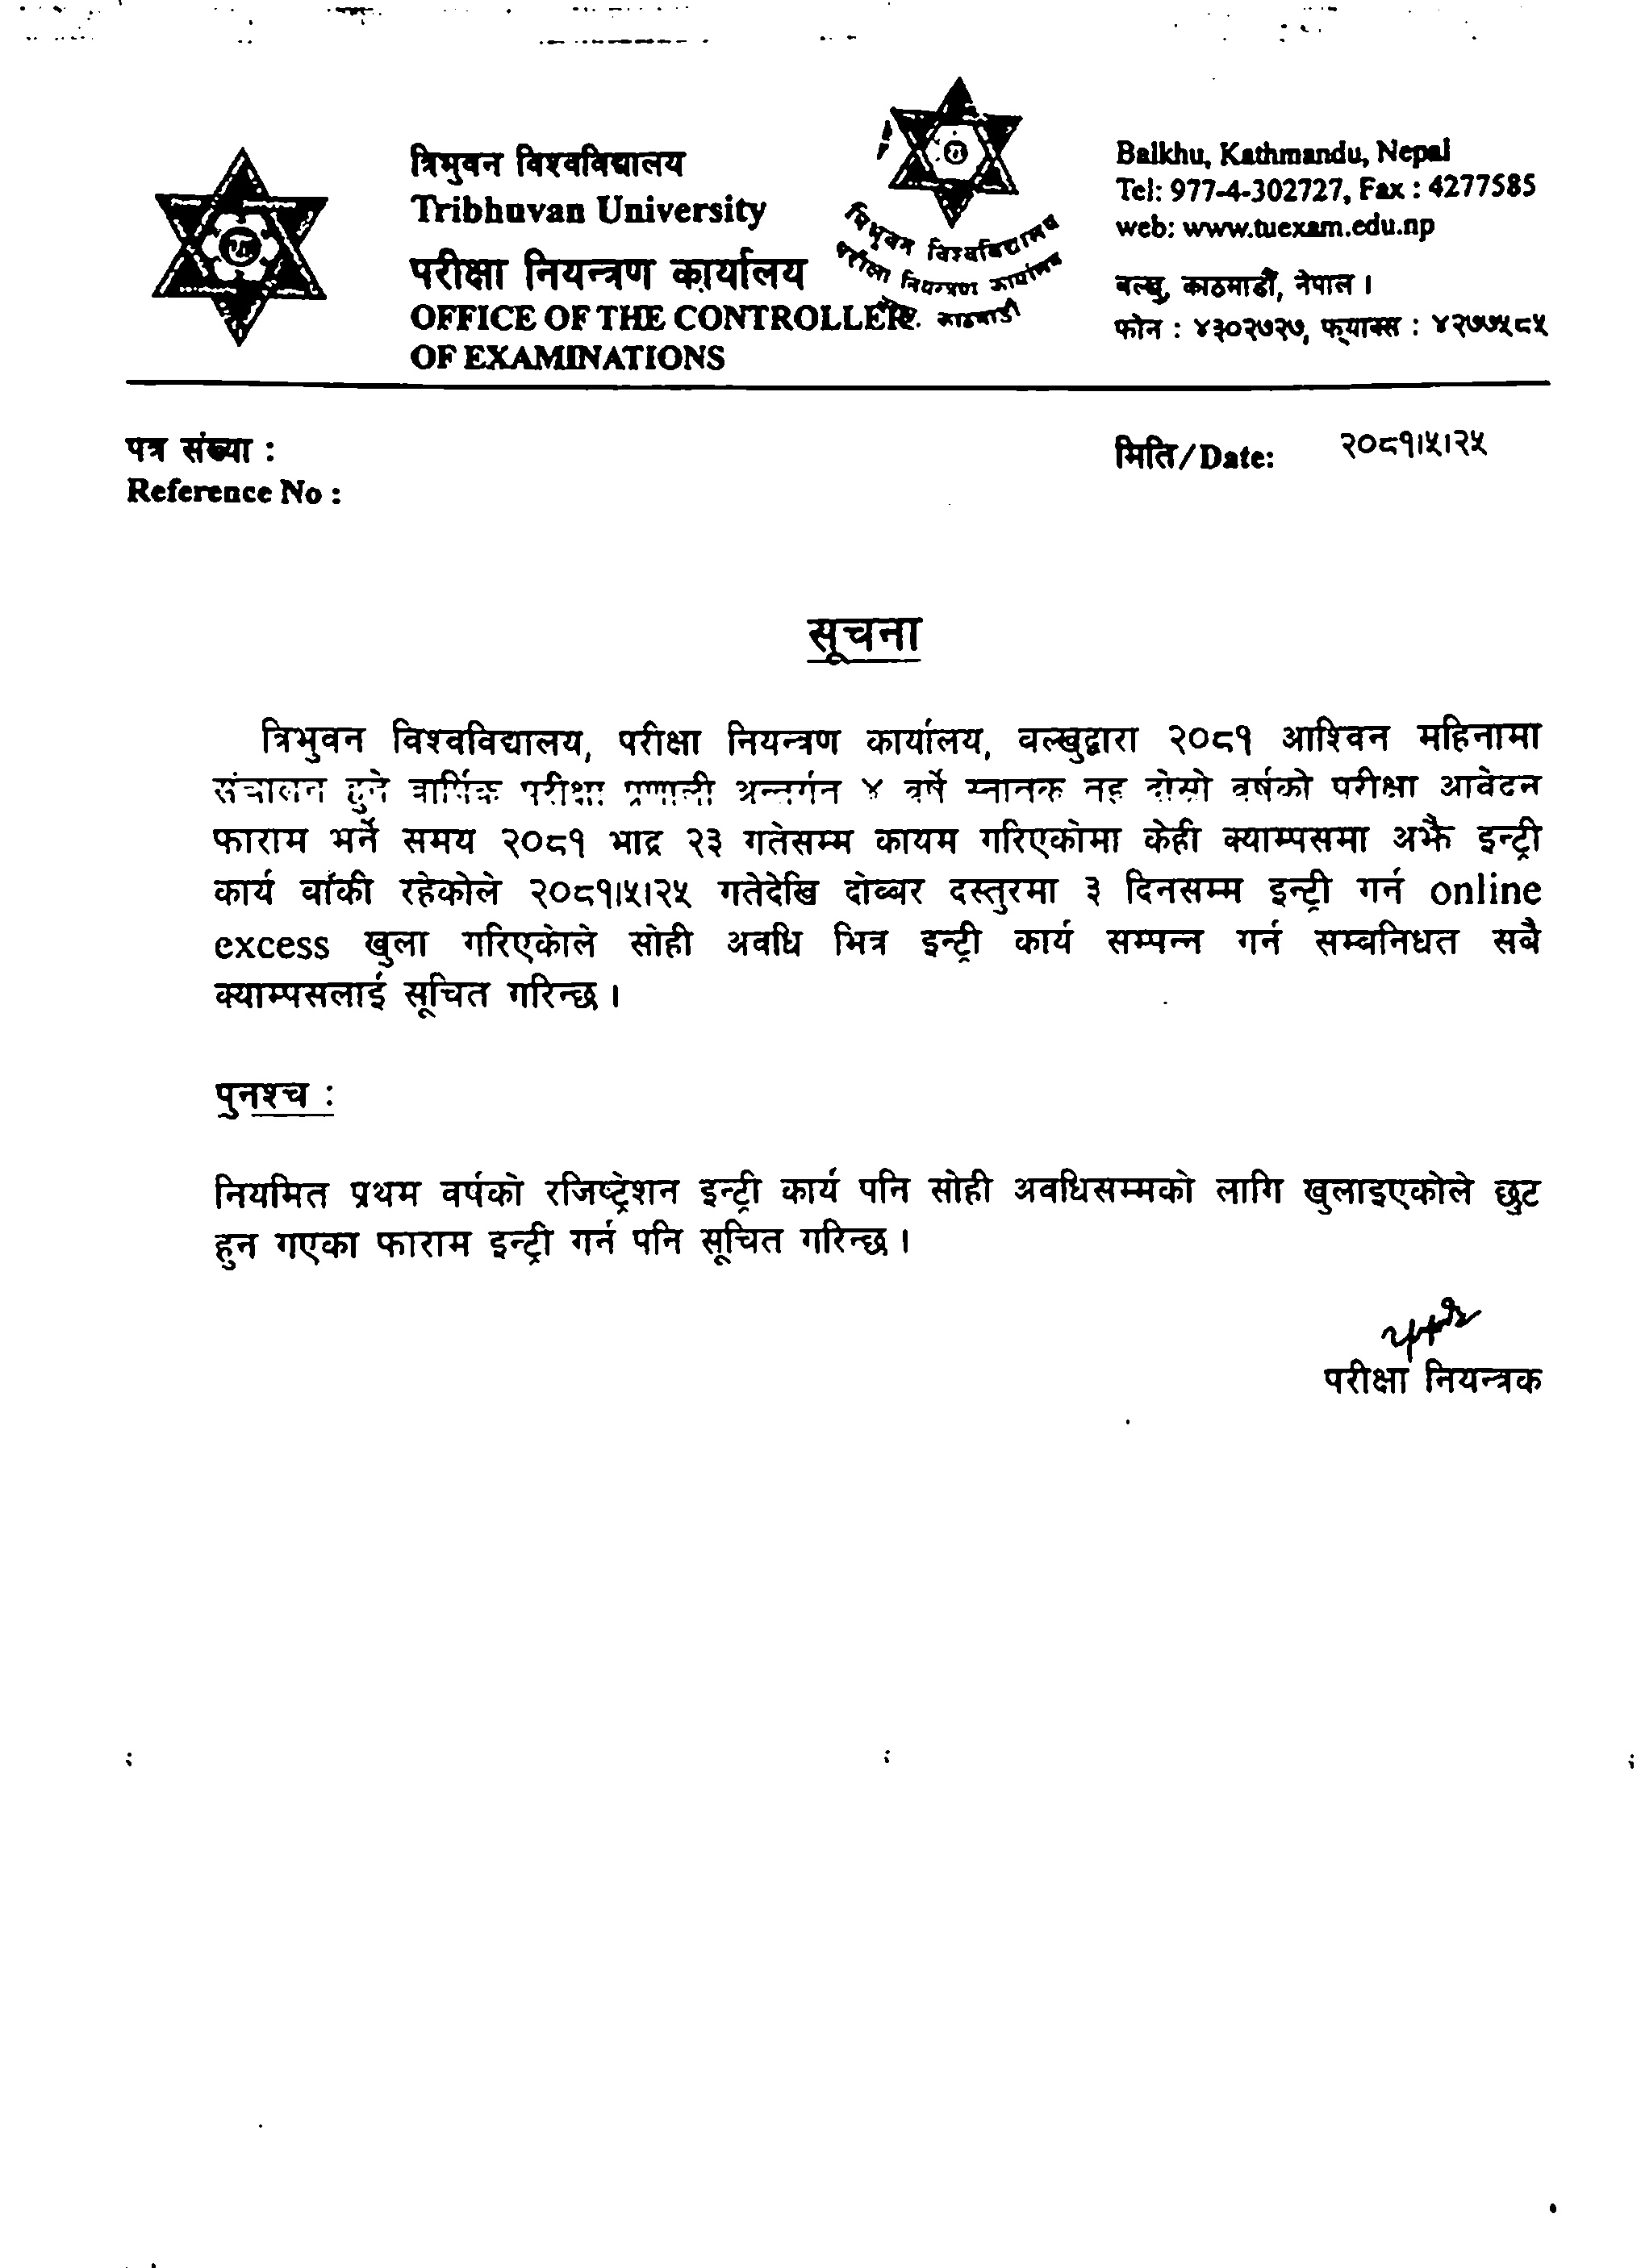 त्रिभुवन विश्वविद्यालय
Tribhuvan University
परीक्षा नियन्त्रण कार्यालय
OFFICE OF THE CONTROLLER
OF EXAMINATIONS
त्रिभुवन विश्वविद्यालय
परीक्षा नियन्त्रण कार्यालय
काठमाडौं
Balkhu, Kathmandu, Nepal
Tel: 977-4-302727, Fax : 4277585
web: www.tuexam.edu.np
बल्खु, काठमाडौं, नेपाल ।
फोन : ४३०२७२७, फ्याक्स : ४२७७५८५
पत्र संख्या :
Reference No :
मिति/Date: २०८१।५।२५
सूचना
त्रिभुवन विश्वविद्यालय, परीक्षा नियन्त्रण कार्यालय, वल्खुद्वारा २०८१ आश्विन महिनामा
संचालन हुने वार्षिक परीक्षा प्रणाली अन्तर्गत ४ वर्षे स्नातक तह दोस्रो वर्षको परीक्षा आवेदन
फाराम भर्ने समय २०८१ भाद्र २३ गतेसम्म कायम गरिएकोमा केही क्याम्पसमा अझै इन्ट्री
कार्य वाँकी रहेकोले २०८१।५।२५ गतेदेखि दोब्बर दस्तुरमा ३ दिनसम्म इन्ट्री गर्न online
excess खुला गरिएकोले सोही अवधि भित्र इन्ट्री कार्य सम्पन्न गर्न सम्वनिधत सबै
क्याम्पसलाई सूचित गरिन्छ ।
पुनश्च :
नियमित प्रथम वर्षको रजिष्ट्रेशन इन्ट्री कार्य पनि सोही अवधिसम्मको लागि खुलाइएकोले छुट
हुन गएका फाराम इन्ट्री गर्न पनि सूचित गरिन्छ ।
परीक्षा नियन्त्रक